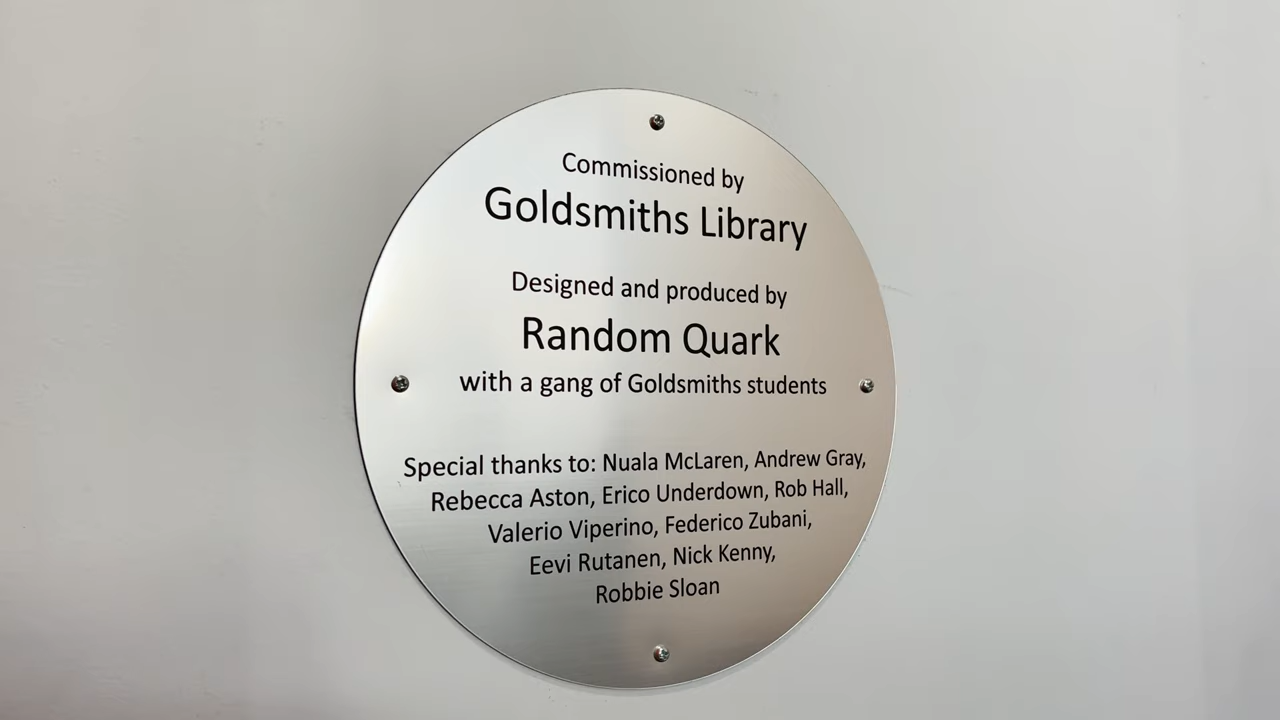 Commissioned by
Goldsmiths Library
Designed and produced by
Random Quark
with a gang of Goldsmiths students
Special thanks to: Nuala McLaren, Andrew Gray,
Rebecca Aston, Erico Underdown, Rob Hall,
Valerio Viperino, Federico Zubani,
Eevi Rutanen, Nick Kenny,
Robbie Sloan